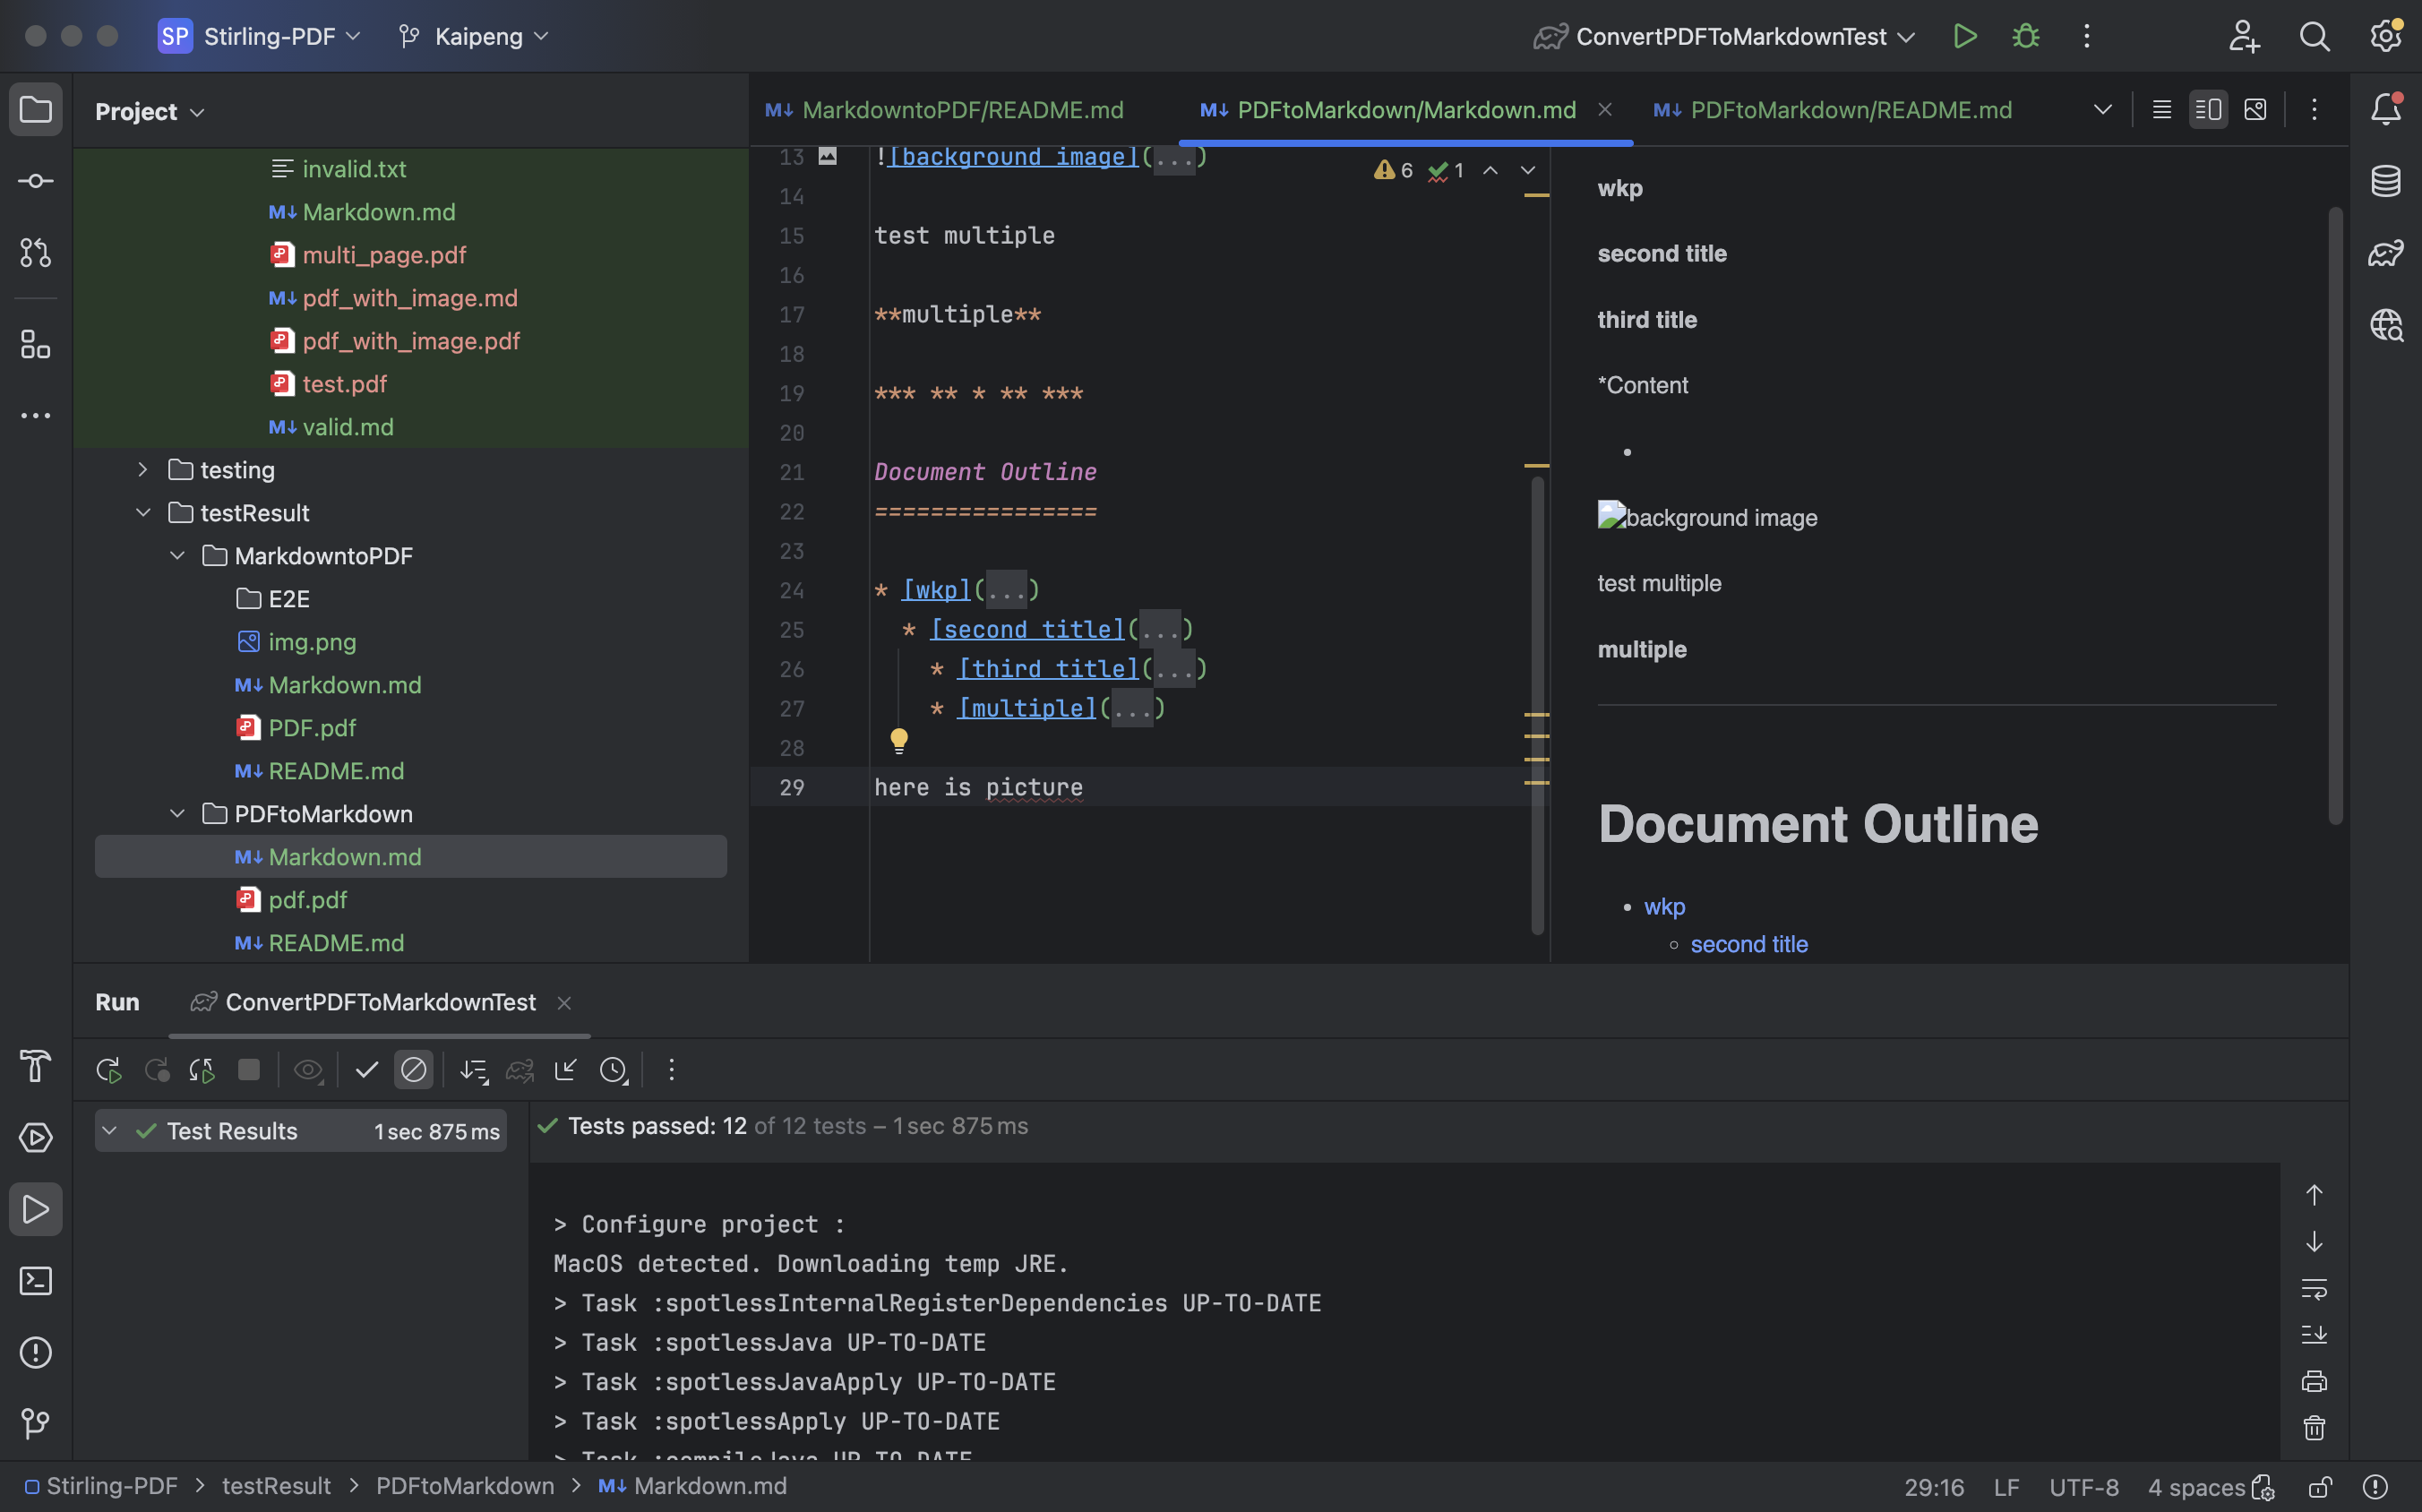 SP Stirling-PDF Kaipeng ConvertPDFToMarkdownTest
Project
invalid.txt
Markdown.md
multi_page.pdf
pdf_with_image.md
pdf_with_image.pdf
test.pdf
valid.md
testing
testResult
MarkdowntoPDF
E2E
img.png
Markdown.md
PDF.pdf
README.md
PDFtoMarkdown
Markdown.md
pdf.pdf
README.md
MarkdowntoPDF/README.md PDFtoMarkdown/Markdown.md PDFtoMarkdown/README.md
6 1
13 ![background image](...)
14
15 test multiple
16
17 **multiple**
18
19 *** ** * ** ***
20
21 Document Outline
22 ================
23
24 * [wkp](...)
25 * [second title](...)
26 * [third title](...)
27 * [multiple](...)
28
29 here is picture
wkp
second title
third title
*Content
background image
test multiple
multiple
Document Outline
wkp
second title
Run ConvertPDFToMarkdownTest
Test Results 1 sec 875 ms
Tests passed: 12 of 12 tests – 1 sec 875 ms
> Configure project :
MacOS detected. Downloading temp JRE.
> Task :spotlessInternalRegisterDependencies UP-TO-DATE
> Task :spotlessJava UP-TO-DATE
> Task :spotlessJavaApply UP-TO-DATE
> Task :spotlessApply UP-TO-DATE
> Task :compileJava UP-TO-DATE
Stirling-PDF > testResult > PDFtoMarkdown > Markdown.md
29:16 LF UTF-8 4 spaces